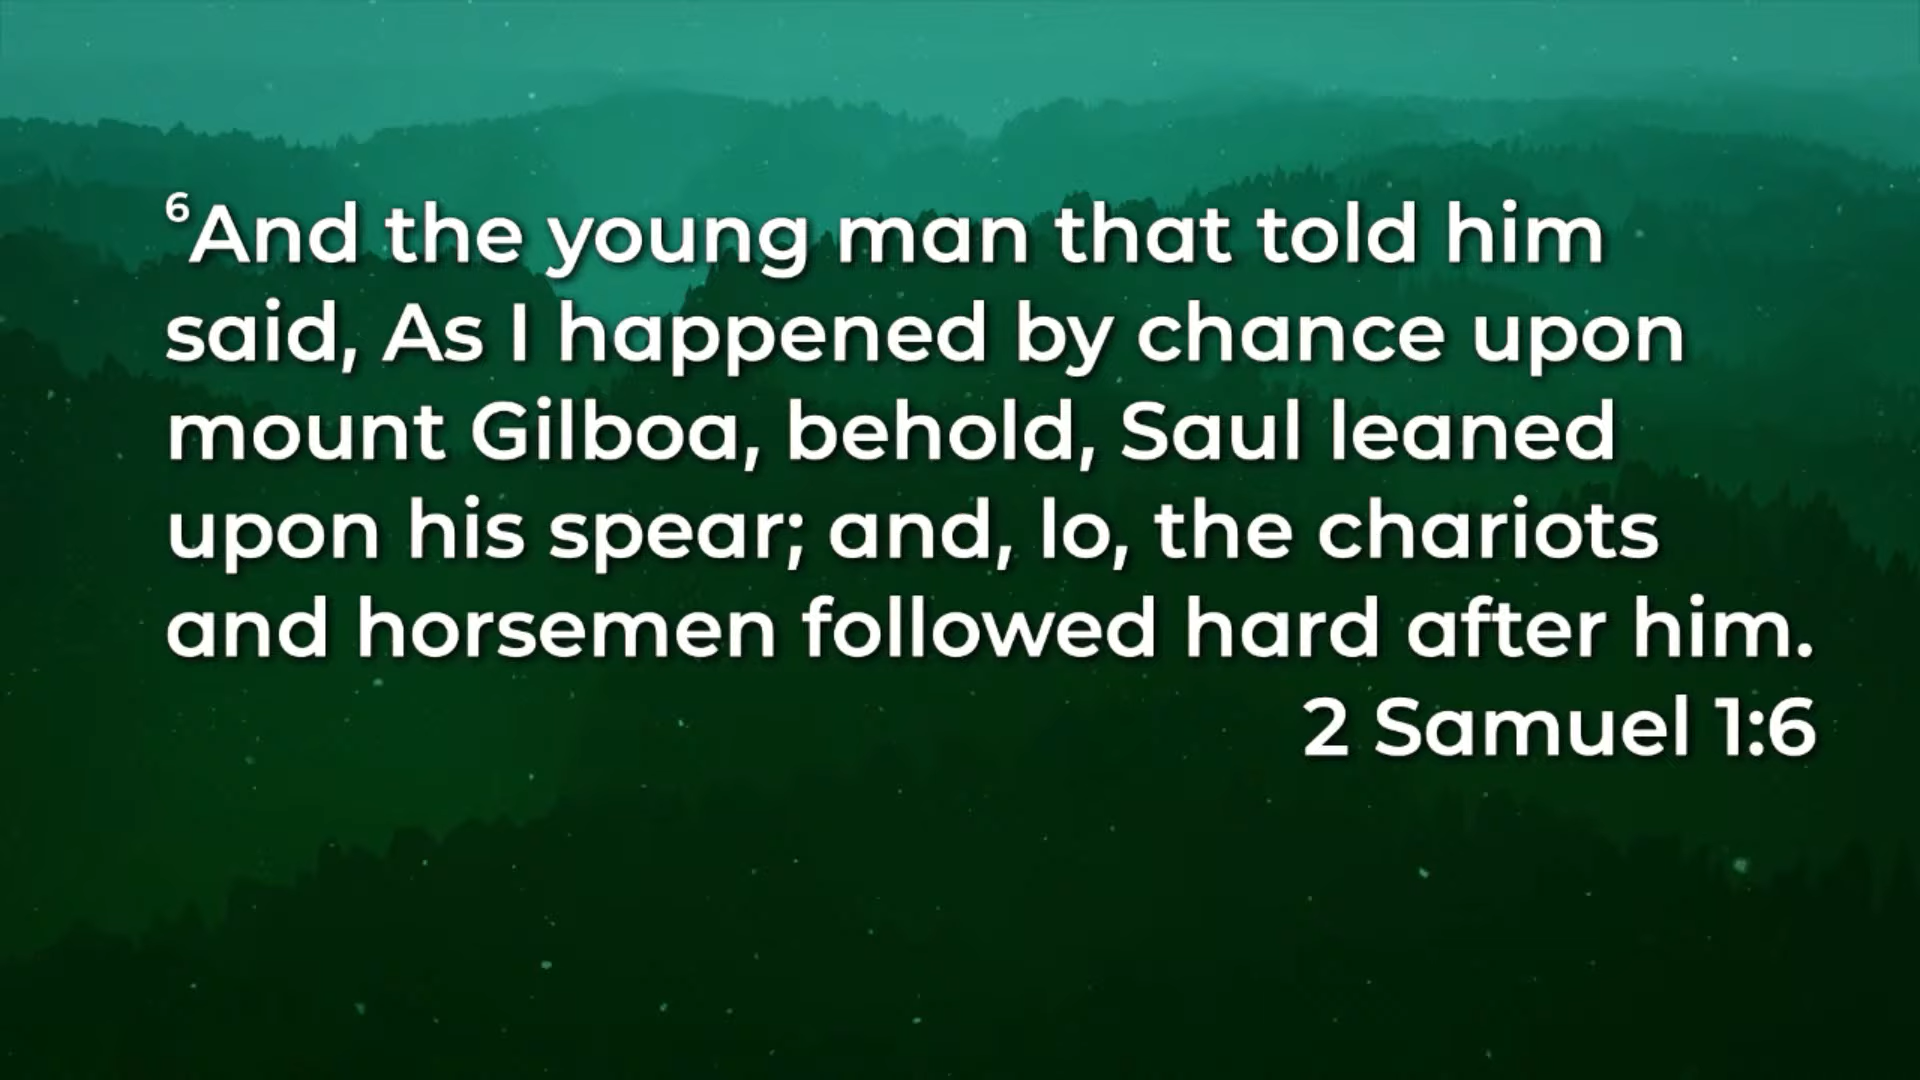 ⁶And the young man that told him
said, As I happened by chance upon
mount Gilboa, behold, Saul leaned
upon his spear; and, lo, the chariots
and horsemen followed hard after him.
2 Samuel 1:6